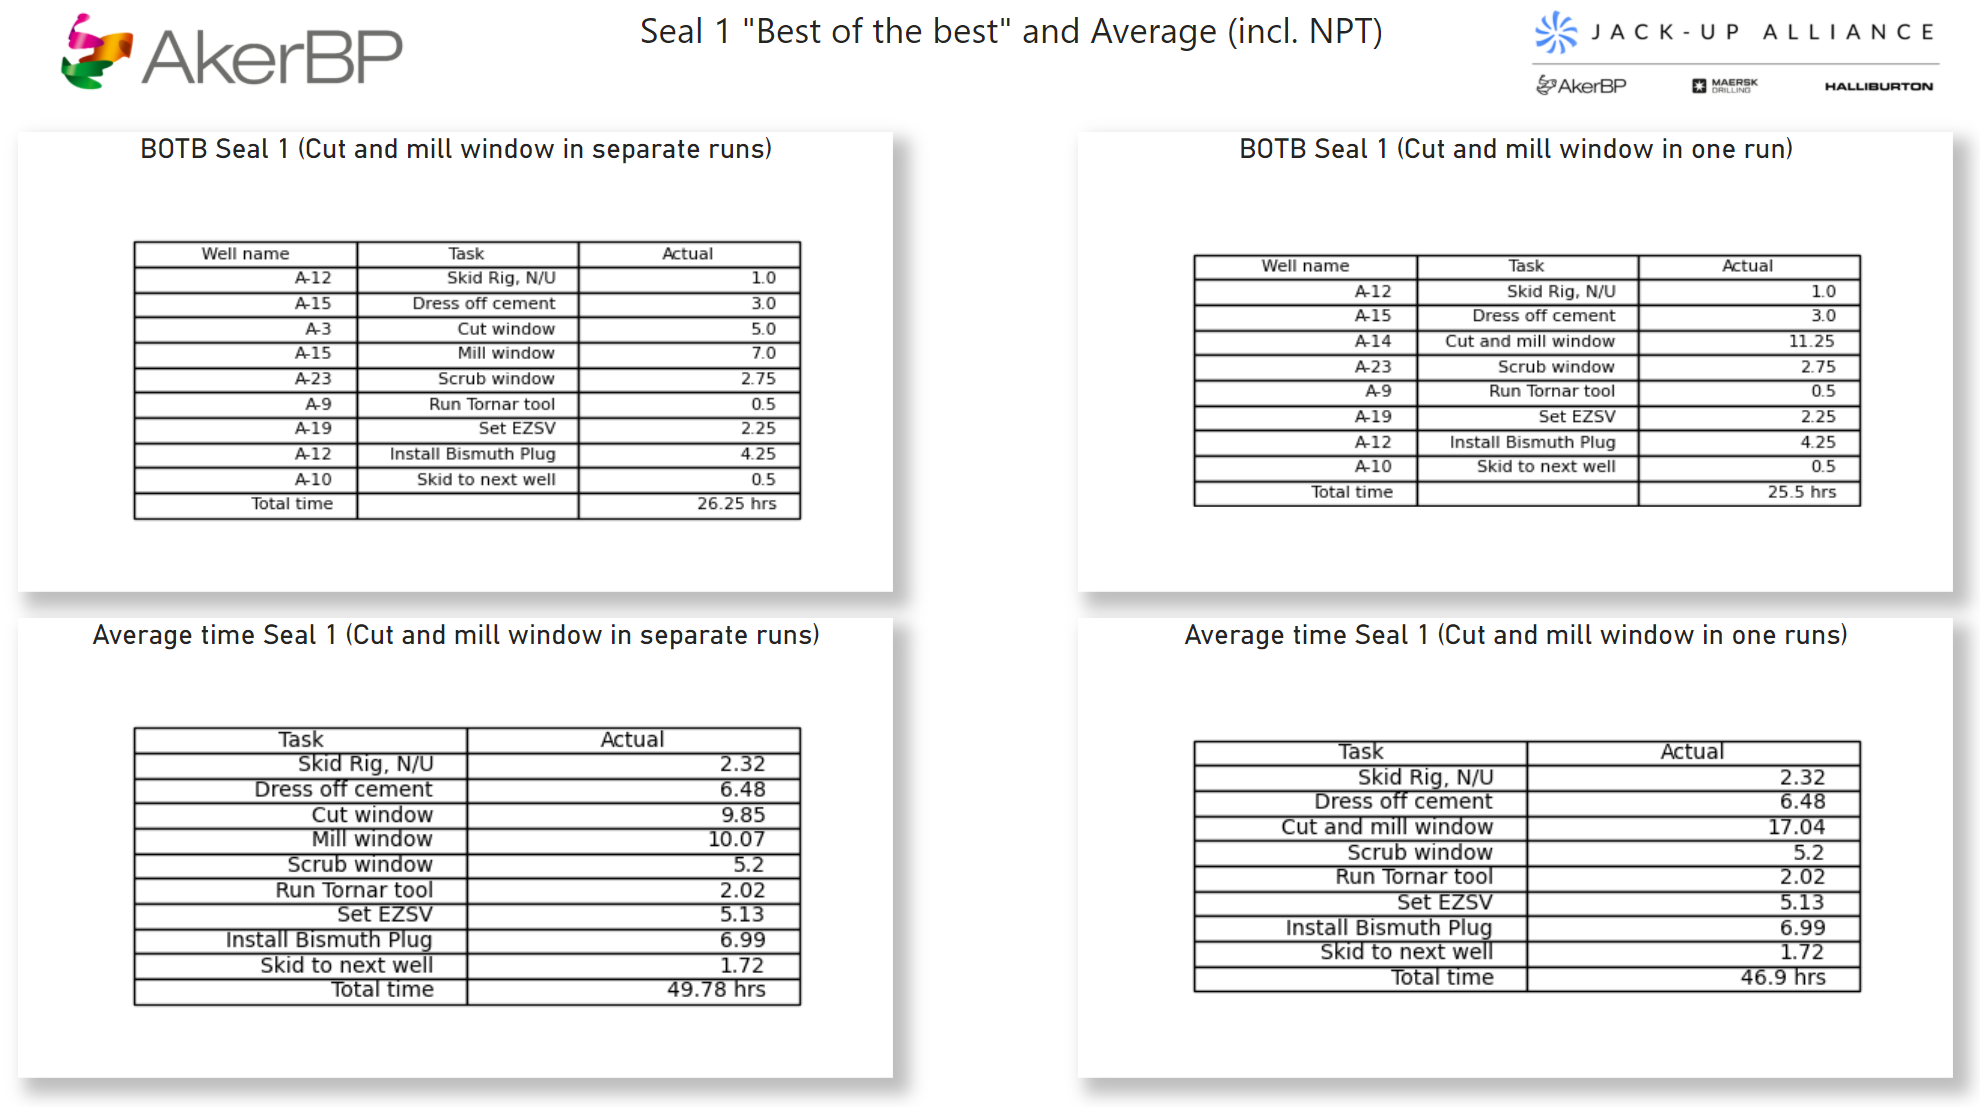 AkerBP
Seal 1 "Best of the best" and Average (incl. NPT)
JACK-UP ALLIANCE
AkerBP MAERSK DRILLING HALLIBURTON
BOTB Seal 1 (Cut and mill window in separate runs)
Well name Task Actual
A-12 Skid Rig, N/U 1.0
A-15 Dress off cement 3.0
A-3 Cut window 5.0
A-15 Mill window 7.0
A-23 Scrub window 2.75
A-9 Run Tornar tool 0.5
A-19 Set EZSV 2.25
A-12 Install Bismuth Plug 4.25
A-10 Skid to next well 0.5
Total time 26.25 hrs
BOTB Seal 1 (Cut and mill window in one run)
Well name Task Actual
A-12 Skid Rig, N/U 1.0
A-15 Dress off cement 3.0
A-14 Cut and mill window 11.25
A-23 Scrub window 2.75
A-9 Run Tornar tool 0.5
A-19 Set EZSV 2.25
A-12 Install Bismuth Plug 4.25
A-10 Skid to next well 0.5
Total time 25.5 hrs
Average time Seal 1 (Cut and mill window in separate runs)
Task Actual
Skid Rig, N/U 2.32
Dress off cement 6.48
Cut window 9.85
Mill window 10.07
Scrub window 5.2
Run Tornar tool 2.02
Set EZSV 5.13
Install Bismuth Plug 6.99
Skid to next well 1.72
Total time 49.78 hrs
Average time Seal 1 (Cut and mill window in one runs)
Task Actual
Skid Rig, N/U 2.32
Dress off cement 6.48
Cut and mill window 17.04
Scrub window 5.2
Run Tornar tool 2.02
Set EZSV 5.13
Install Bismuth Plug 6.99
Skid to next well 1.72
Total time 46.9 hrs